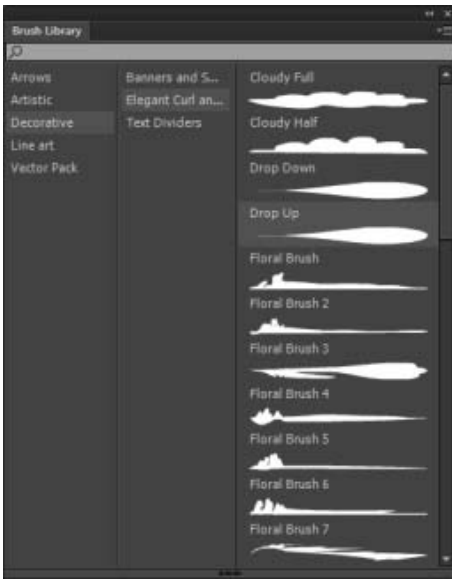 Brush Library
Arrows
Artistic
Decorative
Line art
Vector Pack
Banners and S...
Elegant Curl an...
Text Dividers
Cloudy Full
Cloudy Half
Drop Down
Drop Up
Floral Brush
Floral Brush 2
Floral Brush 3
Floral Brush 4
Floral Brush 5
Floral Brush 6
Floral Brush 7